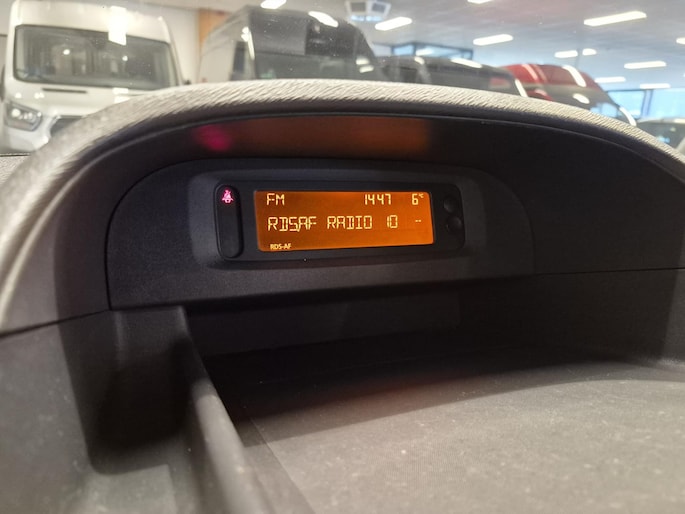 FM 1447 6°C
RDSAF RADIO 10 --
RDS-AF